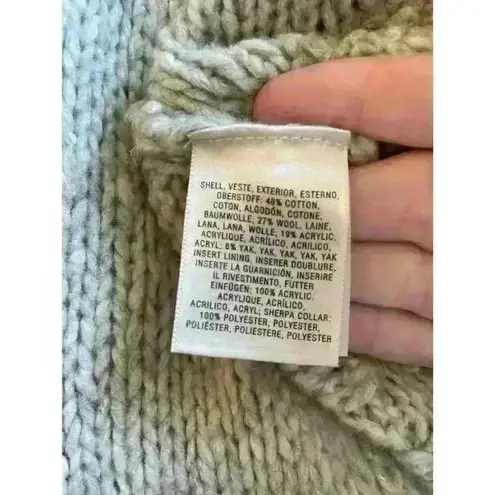 SHELL, VESTE, EXTERIOR, ESTERNO,
OBERSTOFF: 48% COTTON,
COTON, ALGODÓN, COTONE,
BAUMWOLLE; 27% WOOL, LAINE,
LANA, LANA, WOLLE; 19% ACRYLIC,
ACRYLIQUE, ACRÍLICO, ACRILICO,
ACRYL; 6% YAK, YAK, YAK, YAK, YAK
INSERT LINING, INSERER DOUBLURE,
INSERTE LA GUARNICIÓN, INSERIRE
IL RIVESTIMENTO, FUTTER
EINFÜGEN: 100% ACRYLIC,
ACRYLIQUE, ACRÍLICO,
ACRILICO, ACRYL; SHERPA COLLAR:
100% POLYESTER, POLYESTER,
POLIÉSTER, POLIESTERE, POLYESTER